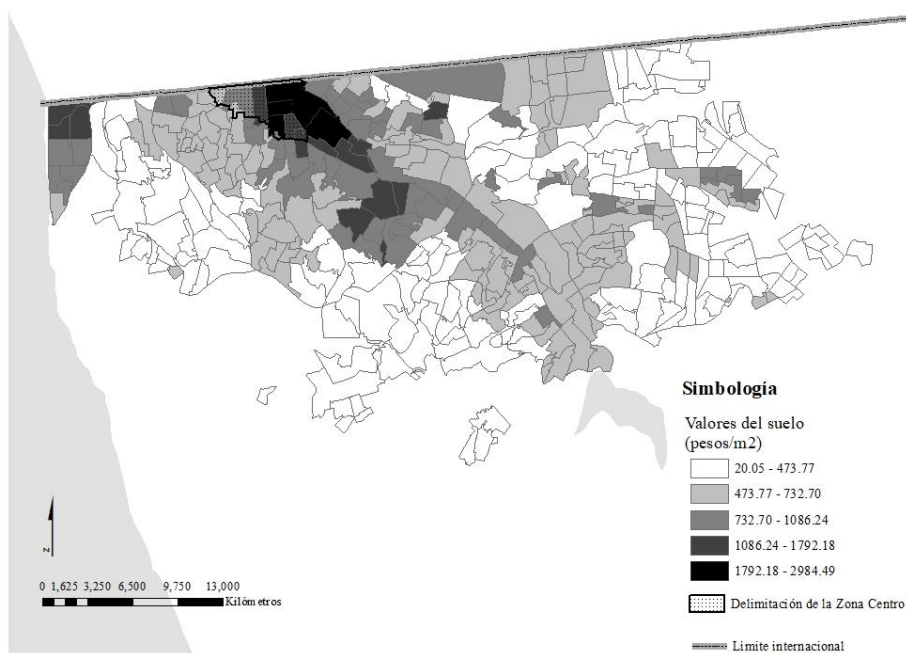 Simbología
Valores del suelo
(pesos/m2)
20.05 - 473.77
473.77 - 732.70
732.70 - 1086.24
1086.24 - 1792.18
1792.18 - 2984.49
Delimitación de la Zona Centro
Limite internacional
N
0 1,625 3,250 6,500 9,750 13,000
Kilómetros